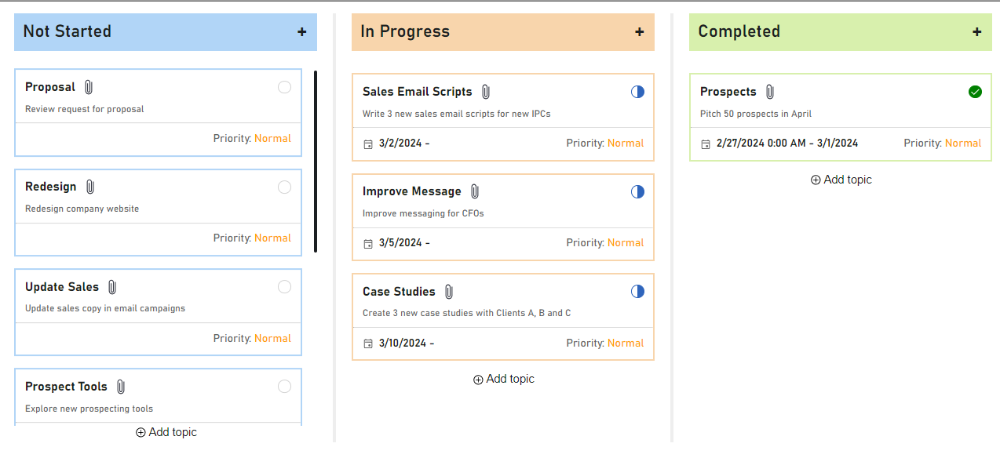 Not Started +
Proposal
Review request for proposal
Priority: Normal
Redesign
Redesign company website
Priority: Normal
Update Sales
Update sales copy in email campaigns
Priority: Normal
Prospect Tools
Explore new prospecting tools
Add topic
In Progress +
Sales Email Scripts
Write 3 new sales email scripts for new IPCs
3/2/2024 - Priority: Normal
Improve Message
Improve messaging for CFOs
3/5/2024 - Priority: Normal
Case Studies
Create 3 new case studies with Clients A, B and C
3/10/2024 - Priority: Normal
Add topic
Completed +
Prospects
Pitch 50 prospects in April
2/27/2024 0:00 AM - 3/1/2024 Priority: Normal
Add topic